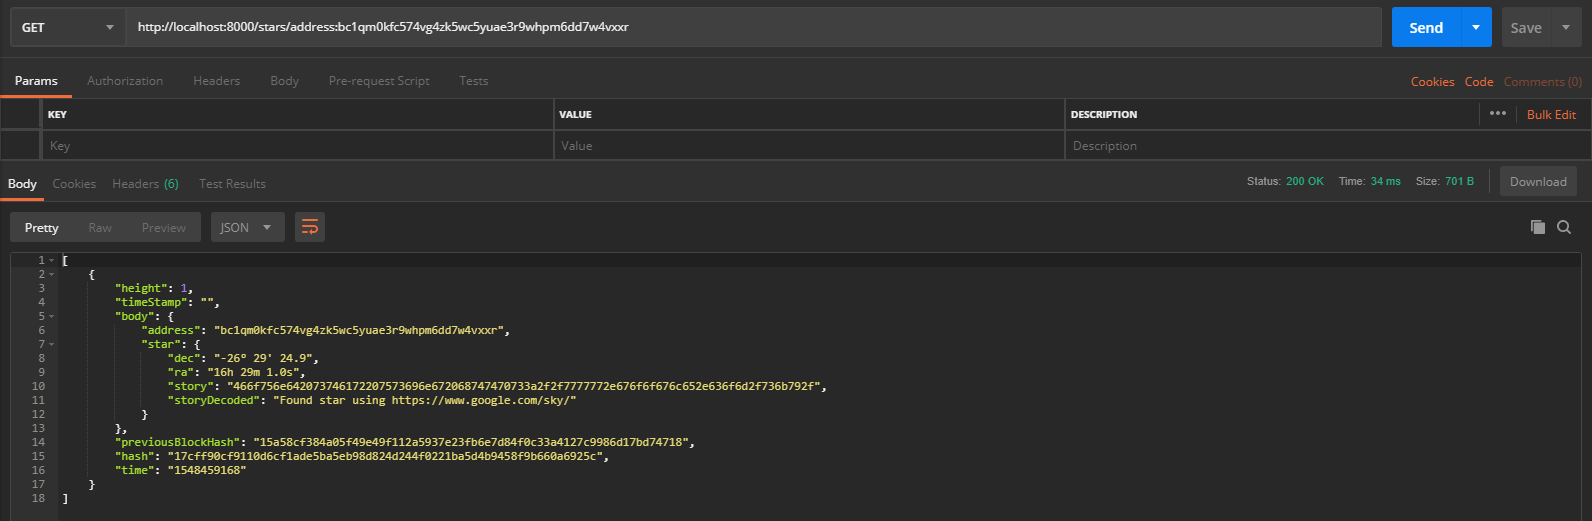 GET http://localhost:8000/stars/address:bc1qm0kfc574vg4zk5wc5yuae3r9whpm6dd7w4vxxr Send Save
Params Authorization Headers Body Pre-request Script Tests Cookies Code Comments (0)
KEY VALUE DESCRIPTION ••• Bulk Edit
Key Value Description
Body Cookies Headers (6) Test Results Status: 200 OK Time: 34 ms Size: 701 B Download
Pretty Raw Preview JSON
1 [
2 {
3 "height": 1,
4 "timeStamp": "",
5 "body": {
6 "address": "bc1qm0kfc574vg4zk5wc5yuae3r9whpm6dd7w4vxxr",
7 "star": {
8 "dec": "-26° 29' 24.9",
9 "ra": "16h 29m 1.0s",
10 "story": "466f756e642073746172207573696e672068747470733a2f2f7777772e676f6f676c652e636f6d2f736b792f",
11 "storyDecoded": "Found star using https://www.google.com/sky/"
12 }
13 },
14 "previousBlockHash": "15a58cf384a05f49e49f112a5937e23fb6e7d84f0c33a4127c9986d17bd74718",
15 "hash": "17cff90cf9110d6cf1ade5ba5eb98d824d244f0221ba5d4b9458f9b660a6925c",
16 "time": "1548459168"
17 }
18 ]